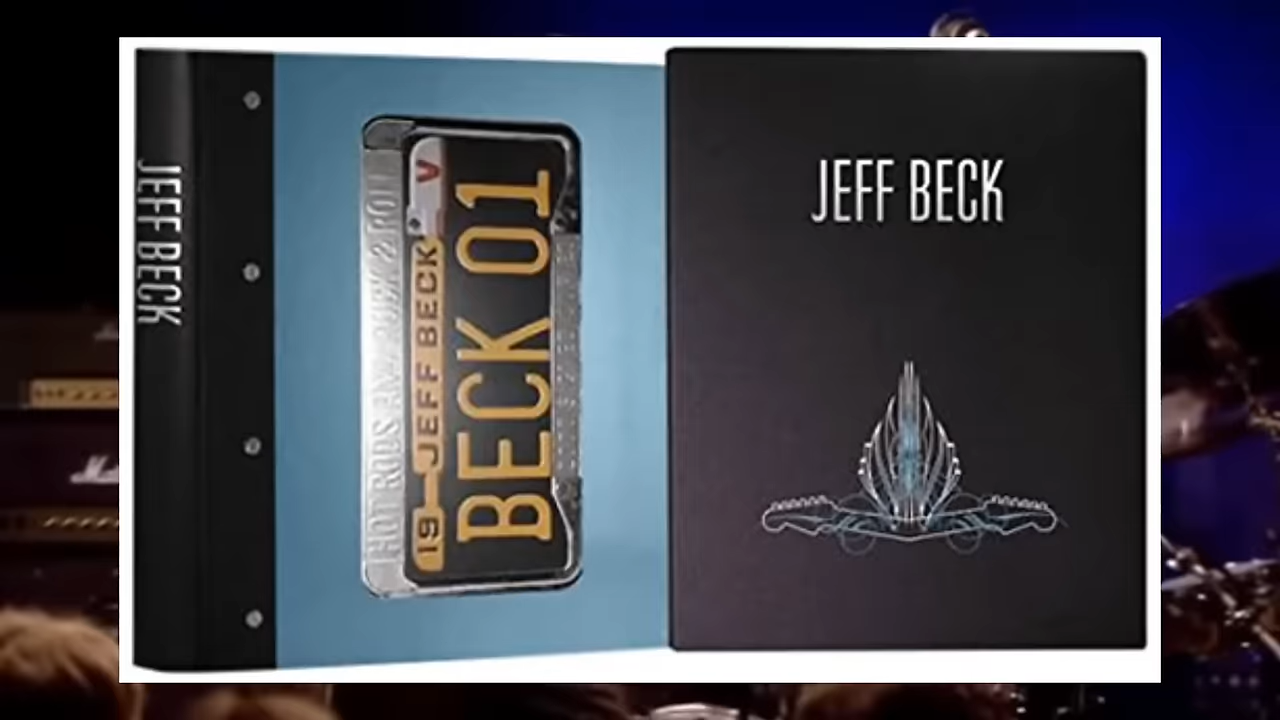 JEFF BECK
HOT RODS AND ROCK & ROLL
V
19 JEFF BECK
BECK 01
JEFF BECK